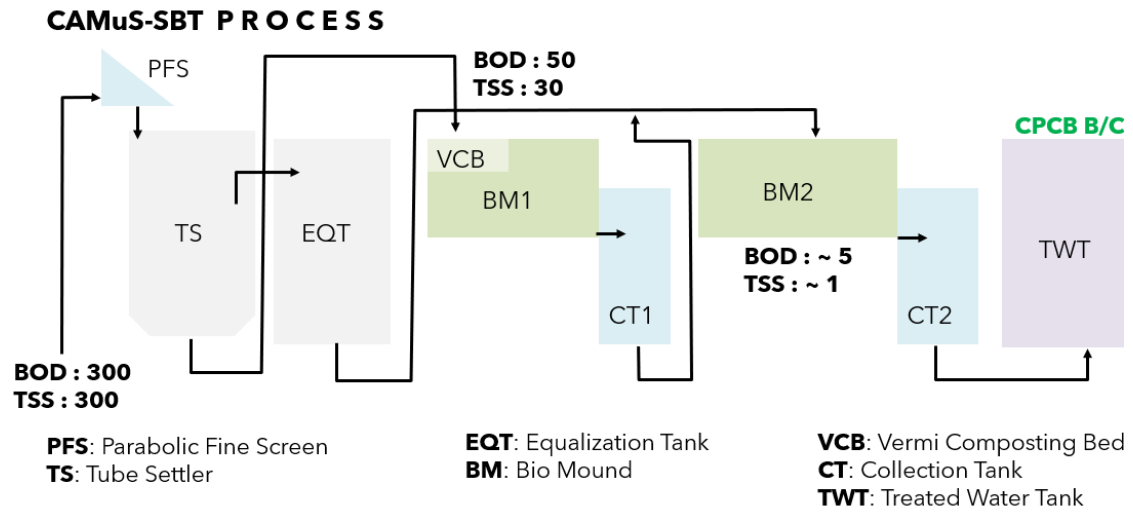 CAMuS-SBT P R O C E S S
PFS
BOD : 50
TSS : 30
CPCB B/C
VCB
BM1
BM2
TS
EQT
TWT
BOD : ~ 5
TSS : ~ 1
CT1
CT2
BOD : 300
TSS : 300
PFS: Parabolic Fine Screen
TS: Tube Settler
EQT: Equalization Tank
BM: Bio Mound
VCB: Vermi Composting Bed
CT: Collection Tank
TWT: Treated Water Tank